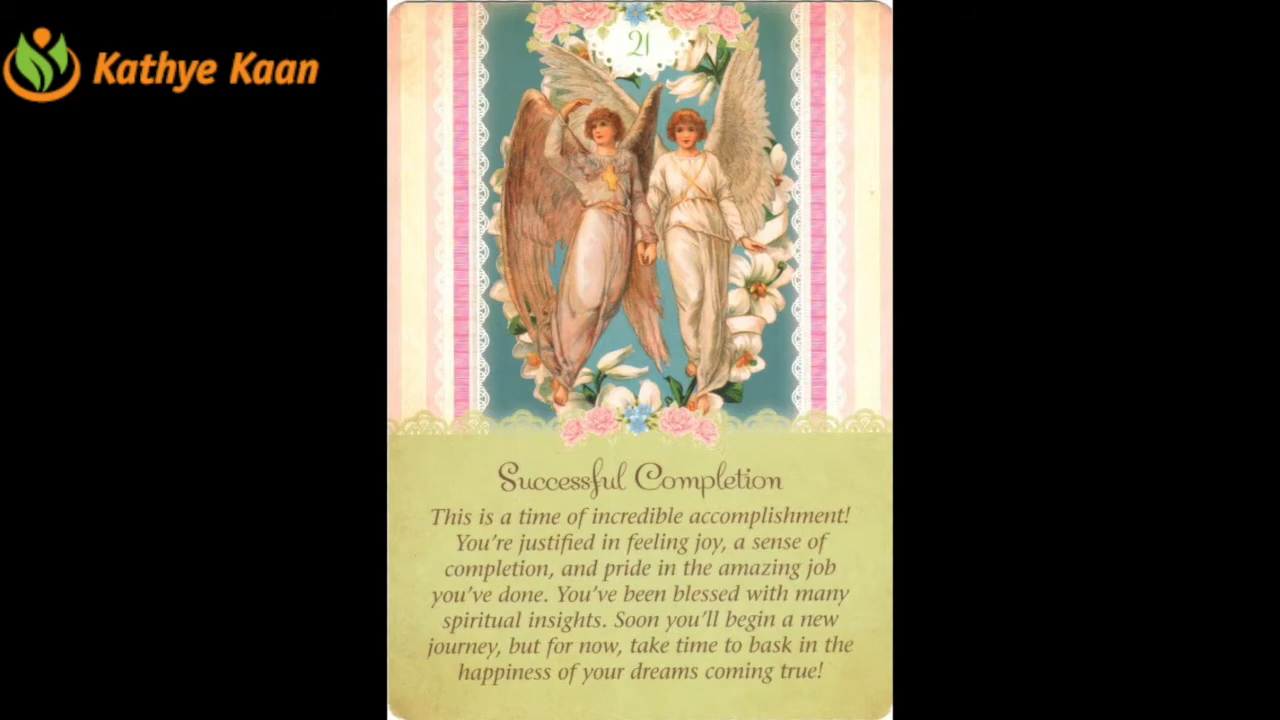 Kathye Kaan
21
Successful Completion
This is a time of incredible accomplishment!
You're justified in feeling joy, a sense of
completion, and pride in the amazing job
you've done. You've been blessed with many
spiritual insights. Soon you'll begin a new
journey, but for now, take time to bask in the
happiness of your dreams coming true!